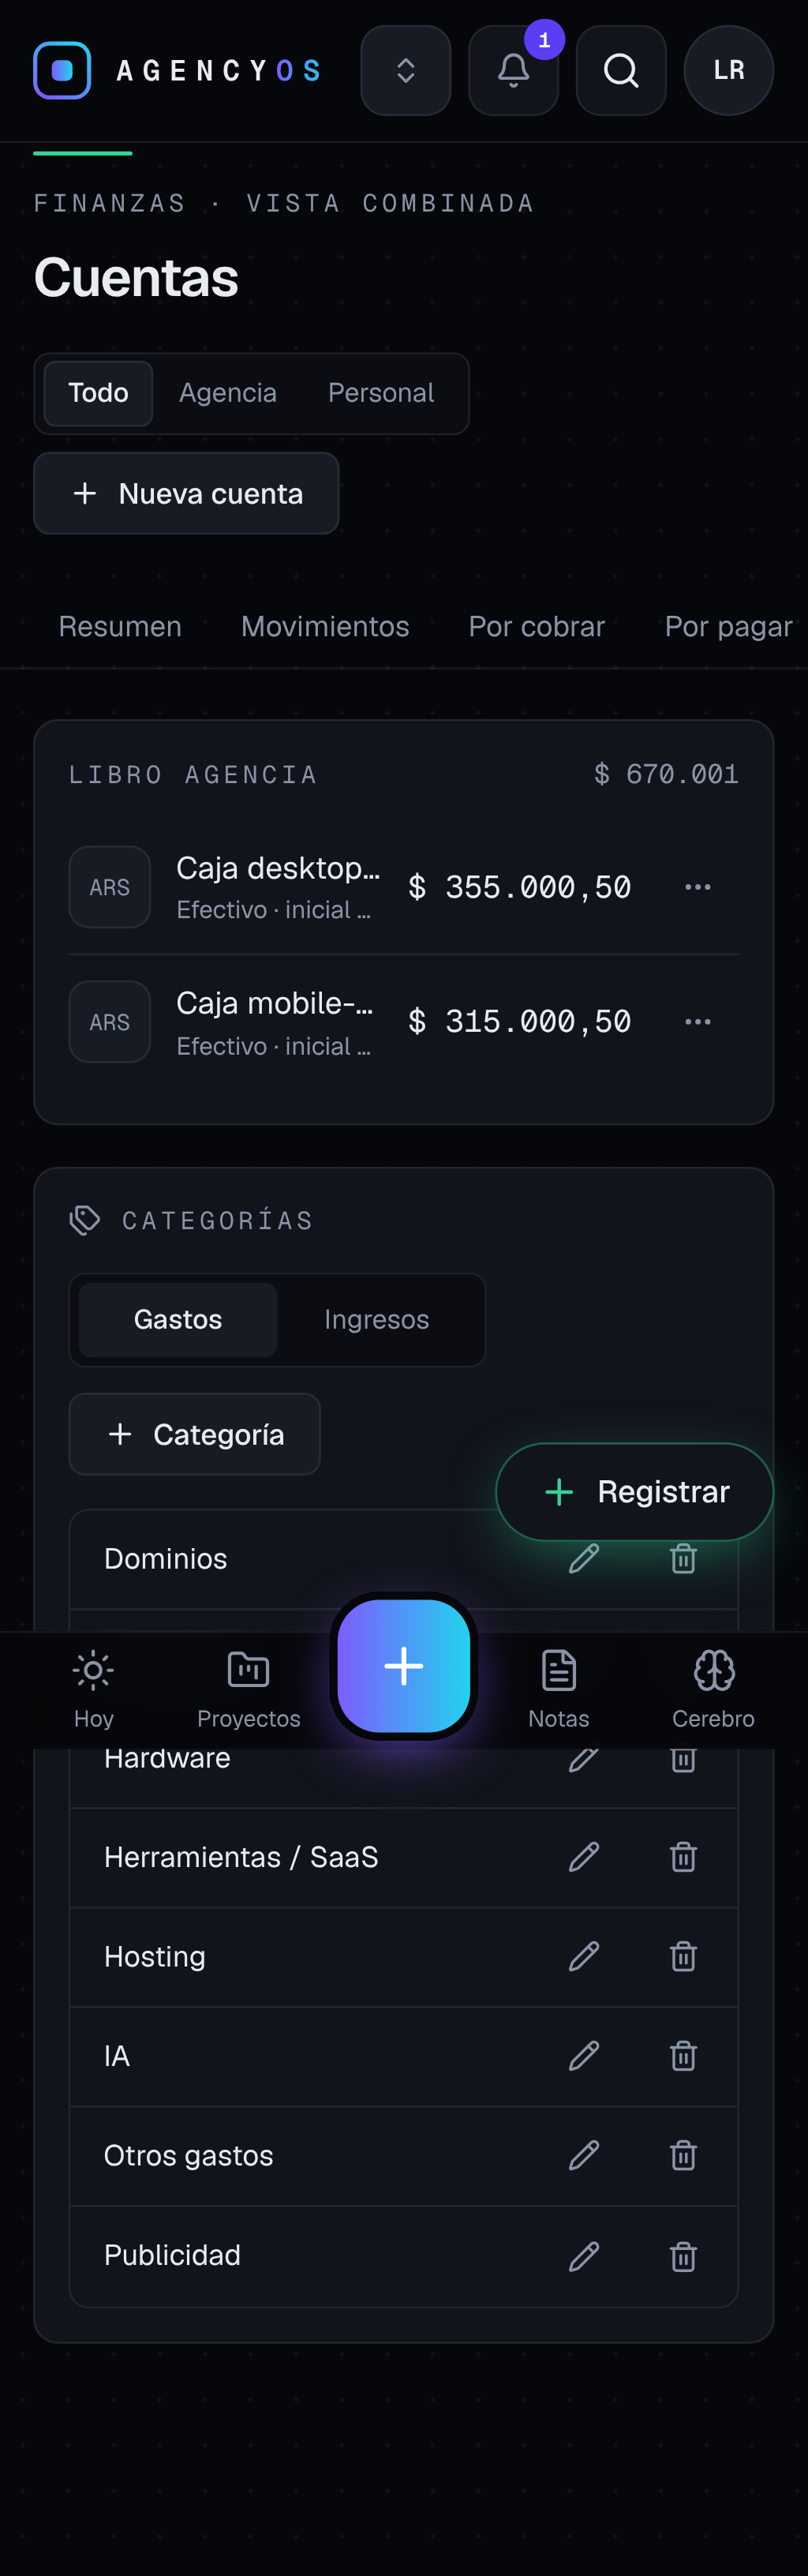 AGENCYOS
1
LR
FINANZAS · VISTA COMBINADA
Cuentas
Todo Agencia Personal
+ Nueva cuenta
Resumen Movimientos Por cobrar Por pagar
LIBRO AGENCIA $ 670.001
ARS Caja desktop... $ 355.000,50
Efectivo · inicial ...
ARS Caja mobile-... $ 315.000,50
Efectivo · inicial ...
CATEGORÍAS
Gastos Ingresos
+ Categoría
+ Registrar
Dominios
Hoy Proyectos Notas Cerebro
Hardware
Herramientas / SaaS
Hosting
IA
Otros gastos
Publicidad